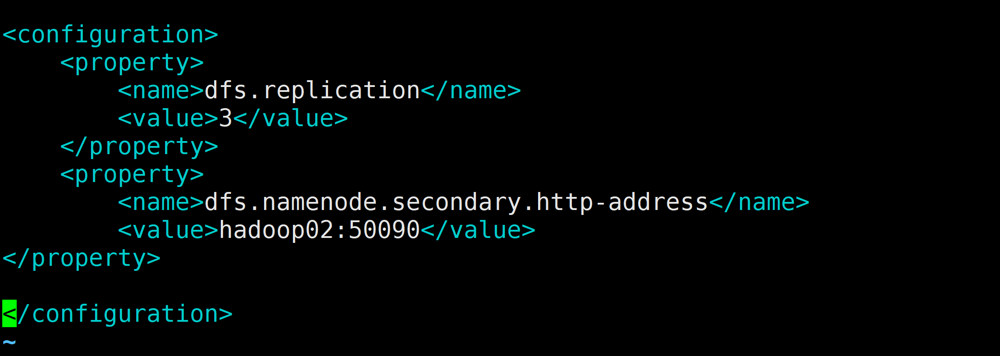 <configuration>
    <property>
        <name>dfs.replication</name>
        <value>3</value>
    </property>
    <property>
        <name>dfs.namenode.secondary.http-address</name>
        <value>hadoop02:50090</value>
</property>

</configuration>
~